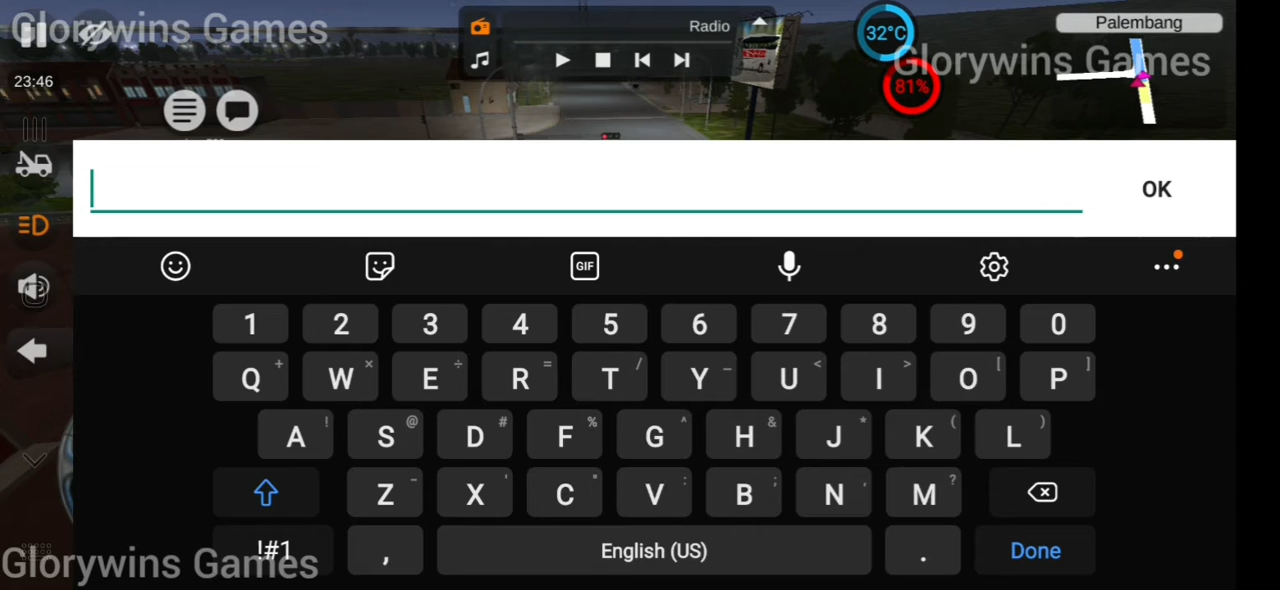 Glorywins Games
Radio
32°C
Palembang
Glorywins Games
23:46
81%
OK
GIF
1 2 3 4 5 6 7 8 9 0
Q + W × E ÷ R = T / Y _ U < I > O [ P ]
A ! S @ D # F % G ^ H & J * K ( L )
Z - X ' C " V : B ; N , M ?
!#1 , English (US) . Done
Glorywins Games